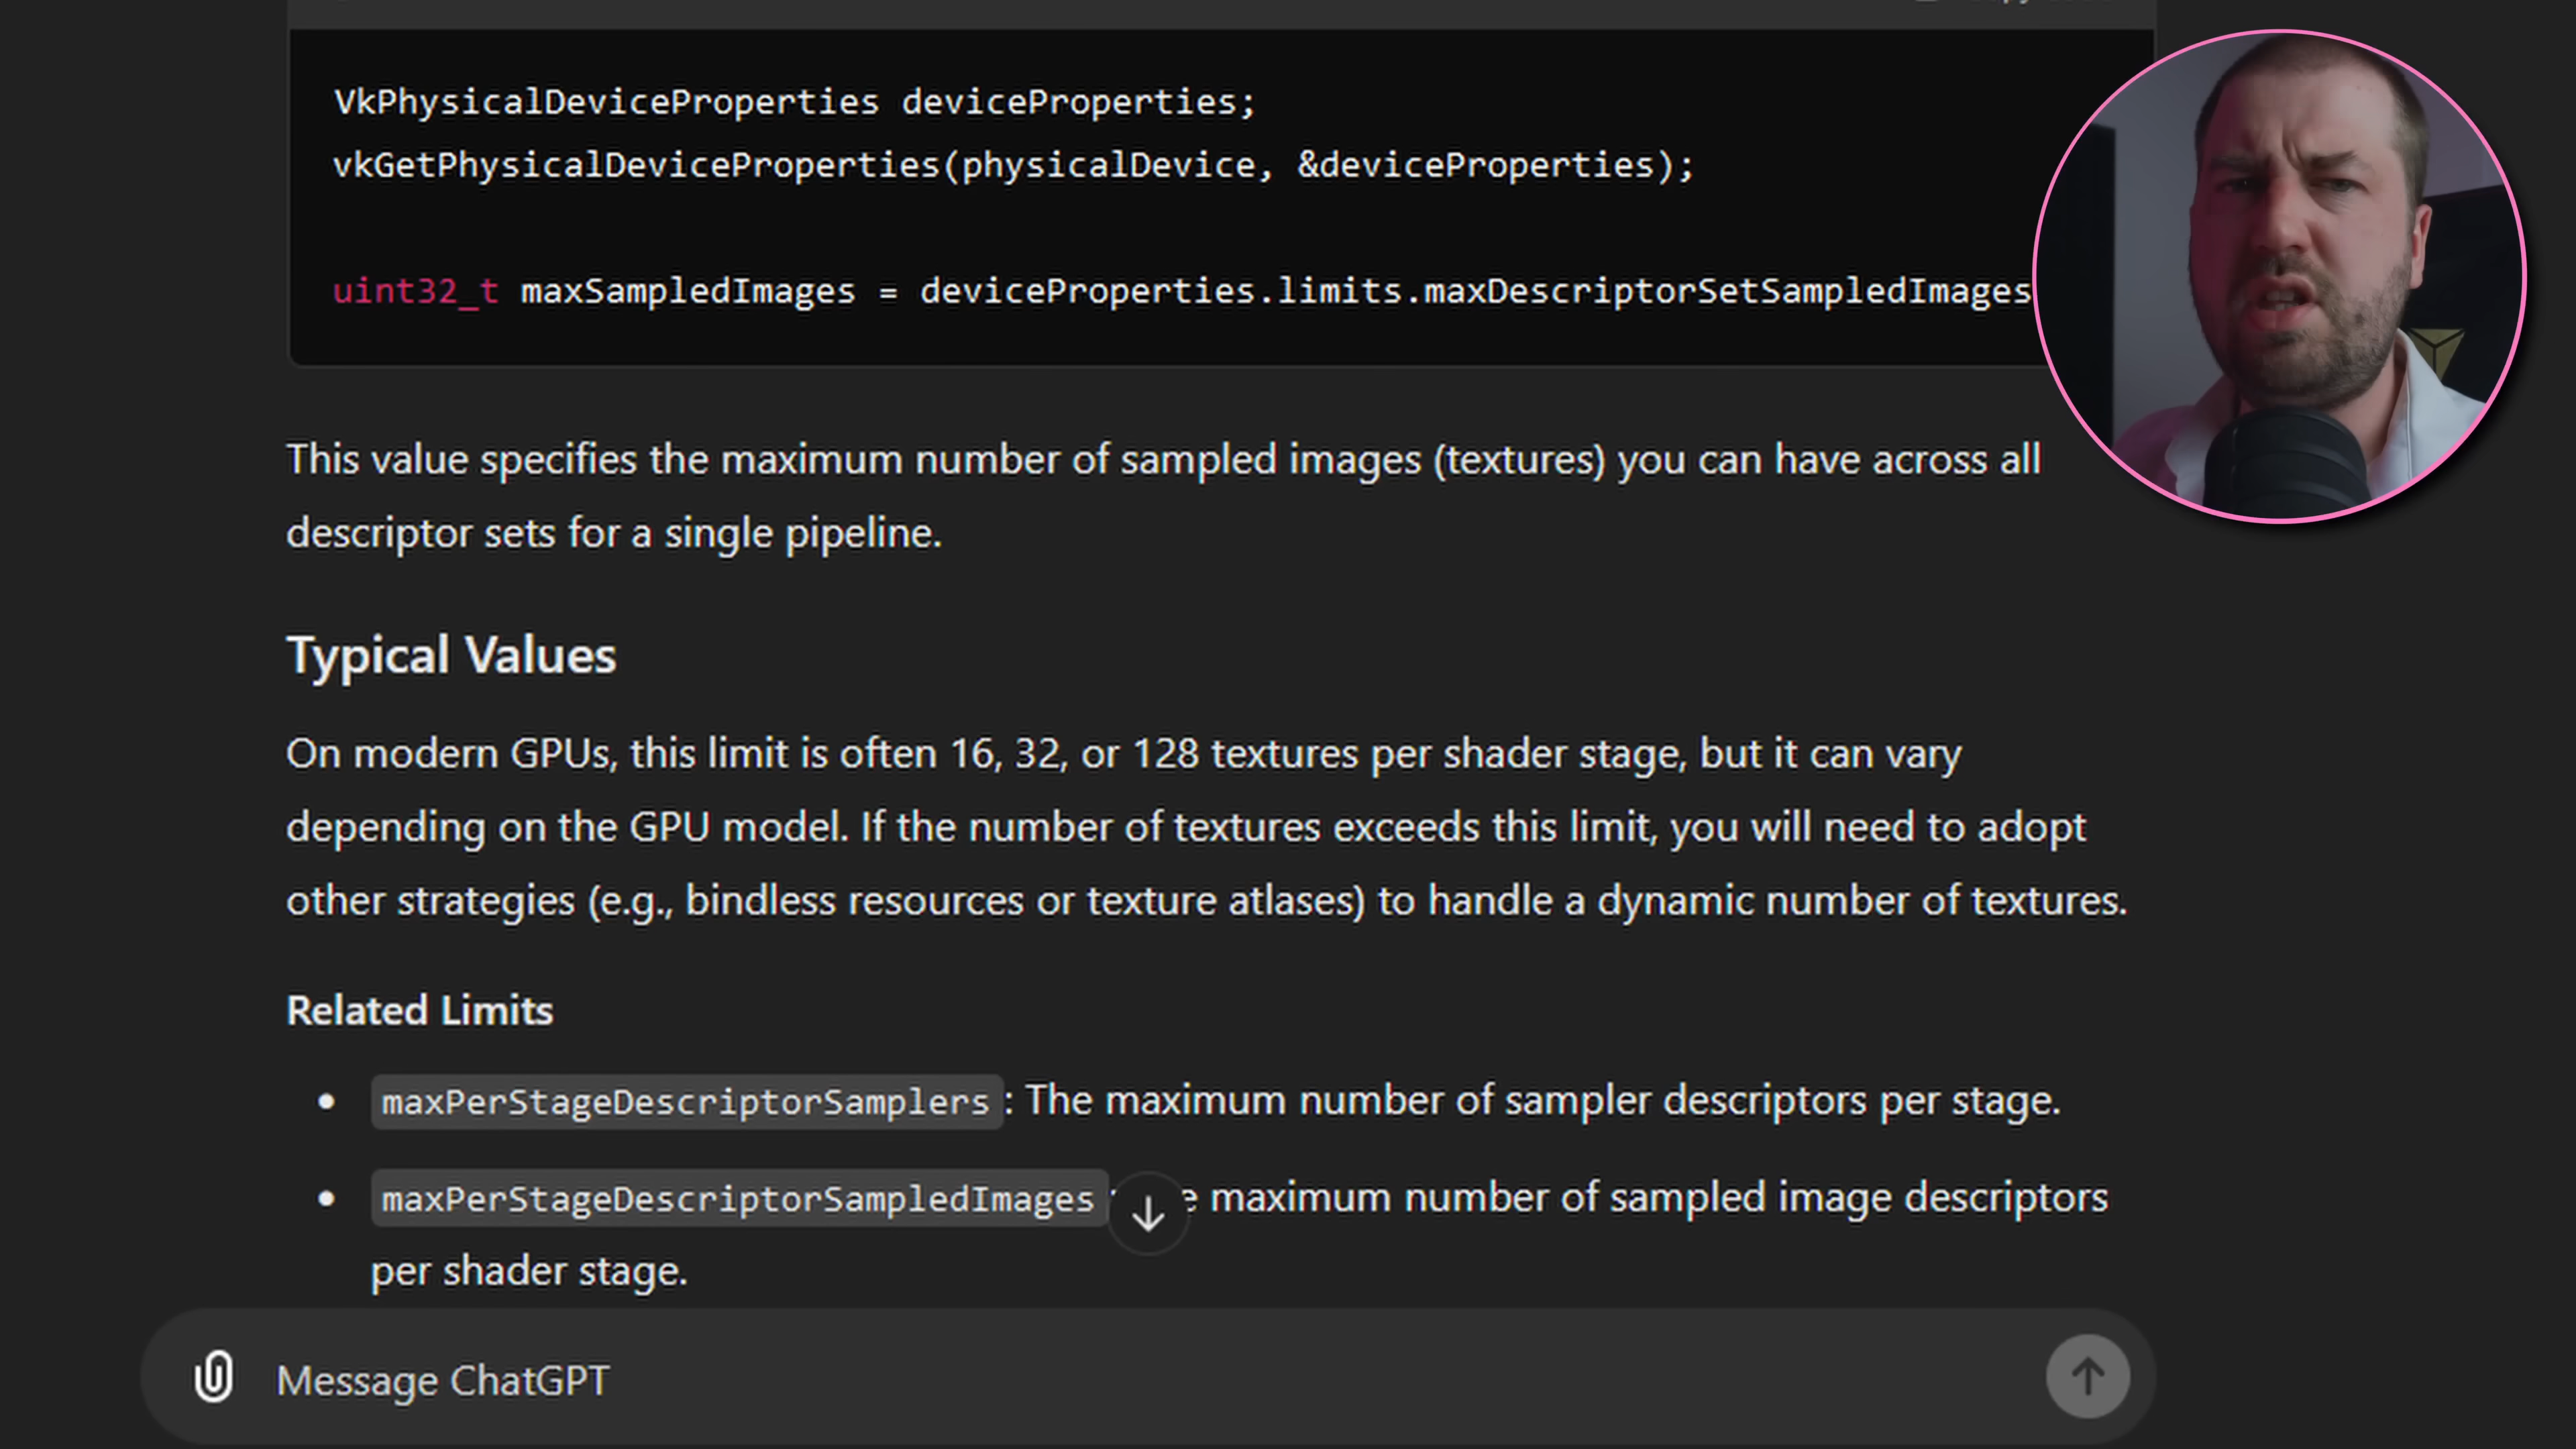 VkPhysicalDeviceProperties deviceProperties;
vkGetPhysicalDeviceProperties(physicalDevice, &deviceProperties);
uint32_t maxSampledImages = deviceProperties.limits.maxDescriptorSetSampledImages
This value specifies the maximum number of sampled images (textures) you can have across all
descriptor sets for a single pipeline.
Typical Values
On modern GPUs, this limit is often 16, 32, or 128 textures per shader stage, but it can vary
depending on the GPU model. If the number of textures exceeds this limit, you will need to adopt
other strategies (e.g., bindless resources or texture atlases) to handle a dynamic number of textures.
Related Limits
• maxPerStageDescriptorSamplers: The maximum number of sampler descriptors per stage.
• maxPerStageDescriptorSampledImages maximum number of sampled image descriptors
per shader stage.
Message ChatGPT